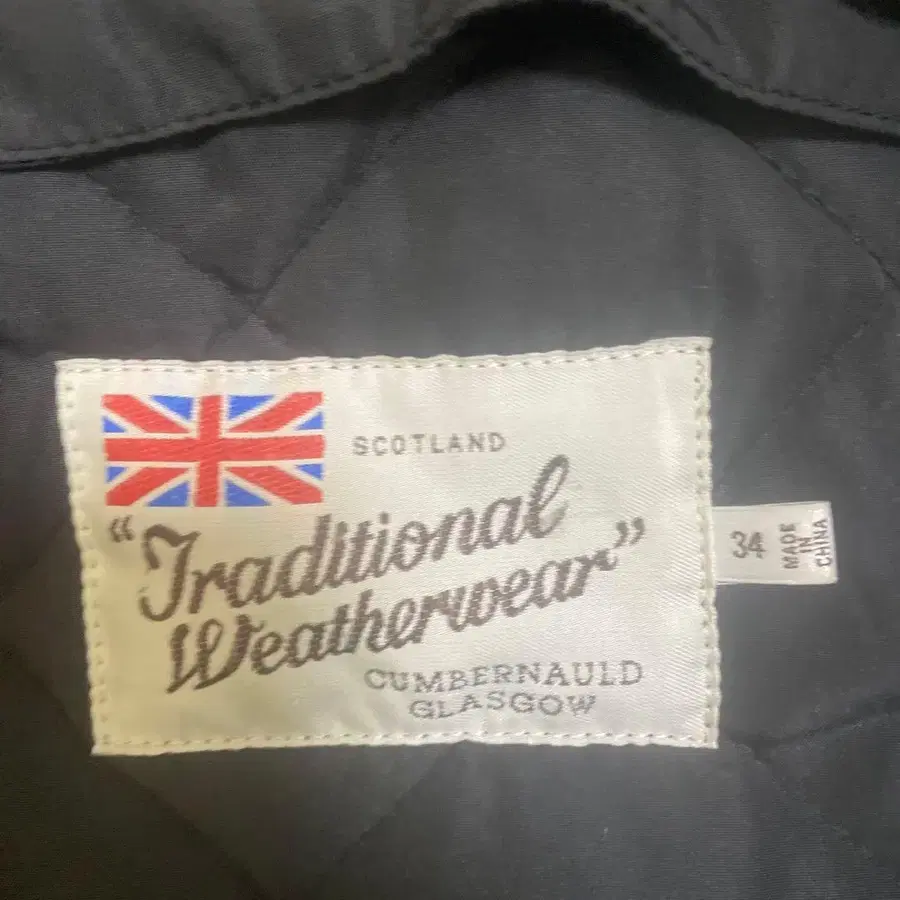 SCOTLAND
"Traditional
Weatherwear"
CUMBERNAULD
GLASGOW
34
MADE
IN
CHINA